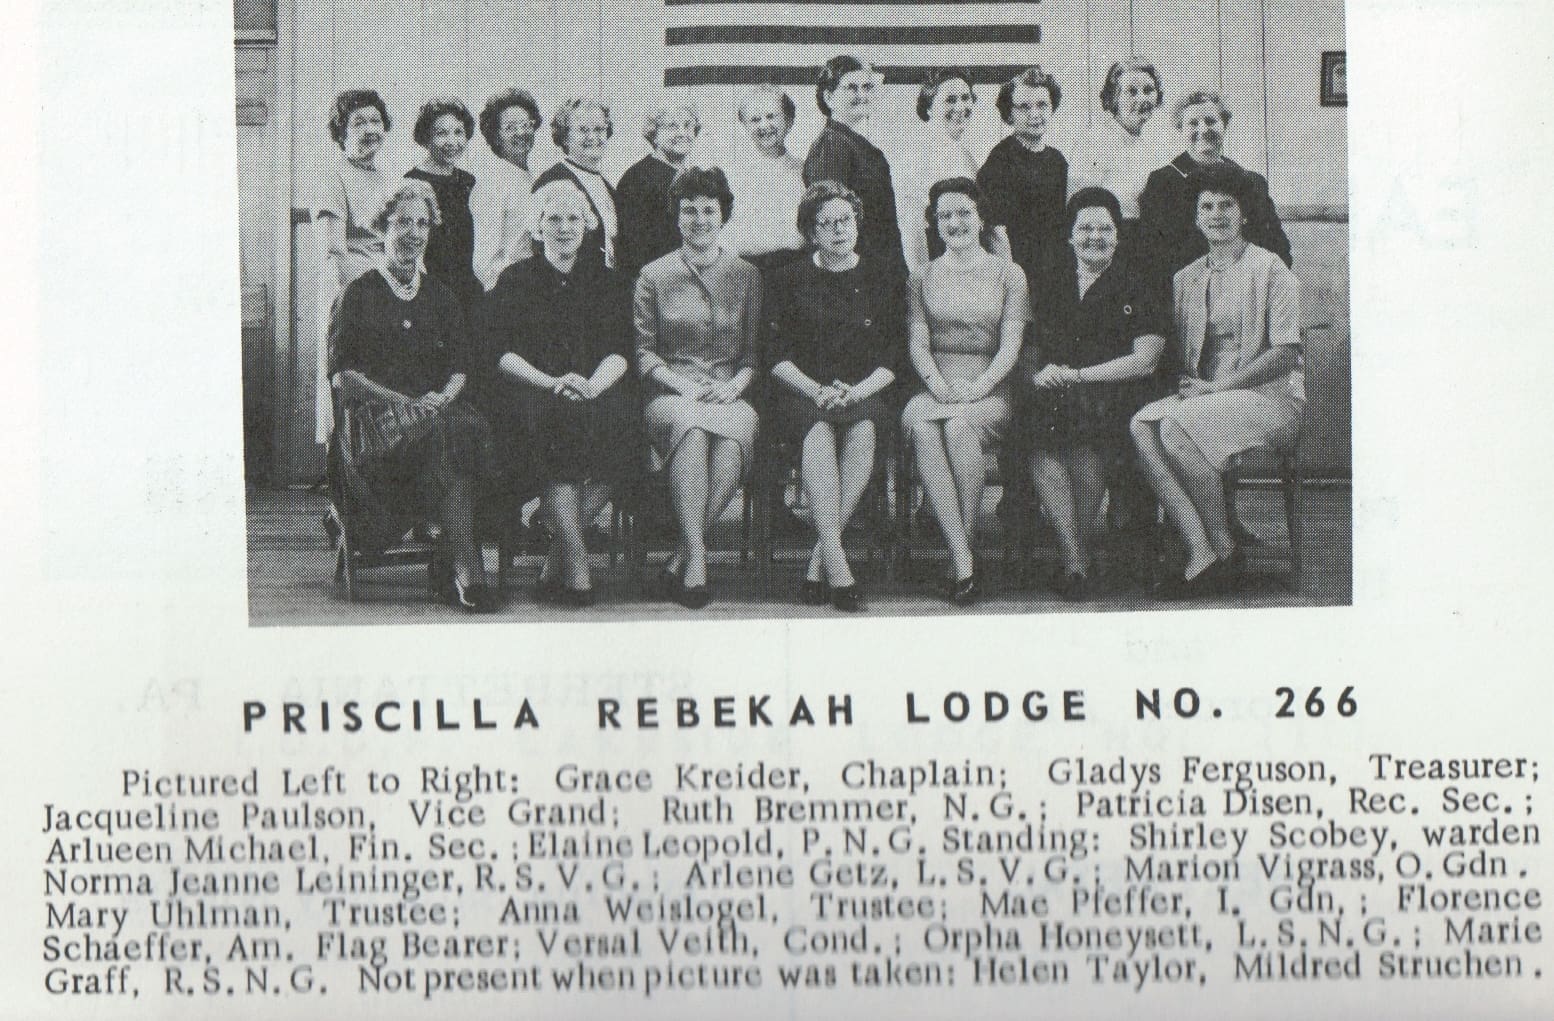 PRISCILLA REBEKAH LODGE NO. 266
Pictured Left to Right: Grace Kreider, Chaplain; Gladys Ferguson, Treasurer;
Jacqueline Paulson, Vice Grand; Ruth Bremmer, N.G.; Patricia Disen, Rec. Sec.;
Arlueen Michael, Fin. Sec.; Elaine Leopold, P.N.G. Standing: Shirley Scobey, warden
Norma Jeanne Leininger, R.S.V.G.; Arlene Getz, L.S.V.G.; Marion Vigrass, O.Gdn.
Mary Uhlman, Trustee; Anna Weislogel, Trustee; Mae Pfeffer, I. Gdn,; Florence
Schaeffer, Am. Flag Bearer; Versal Veith, Cond.; Orpha Honeysett, L.S.N.G.; Marie
Graff, R.S.N.G. Not present when picture was taken: Helen Taylor, Mildred Struchen.